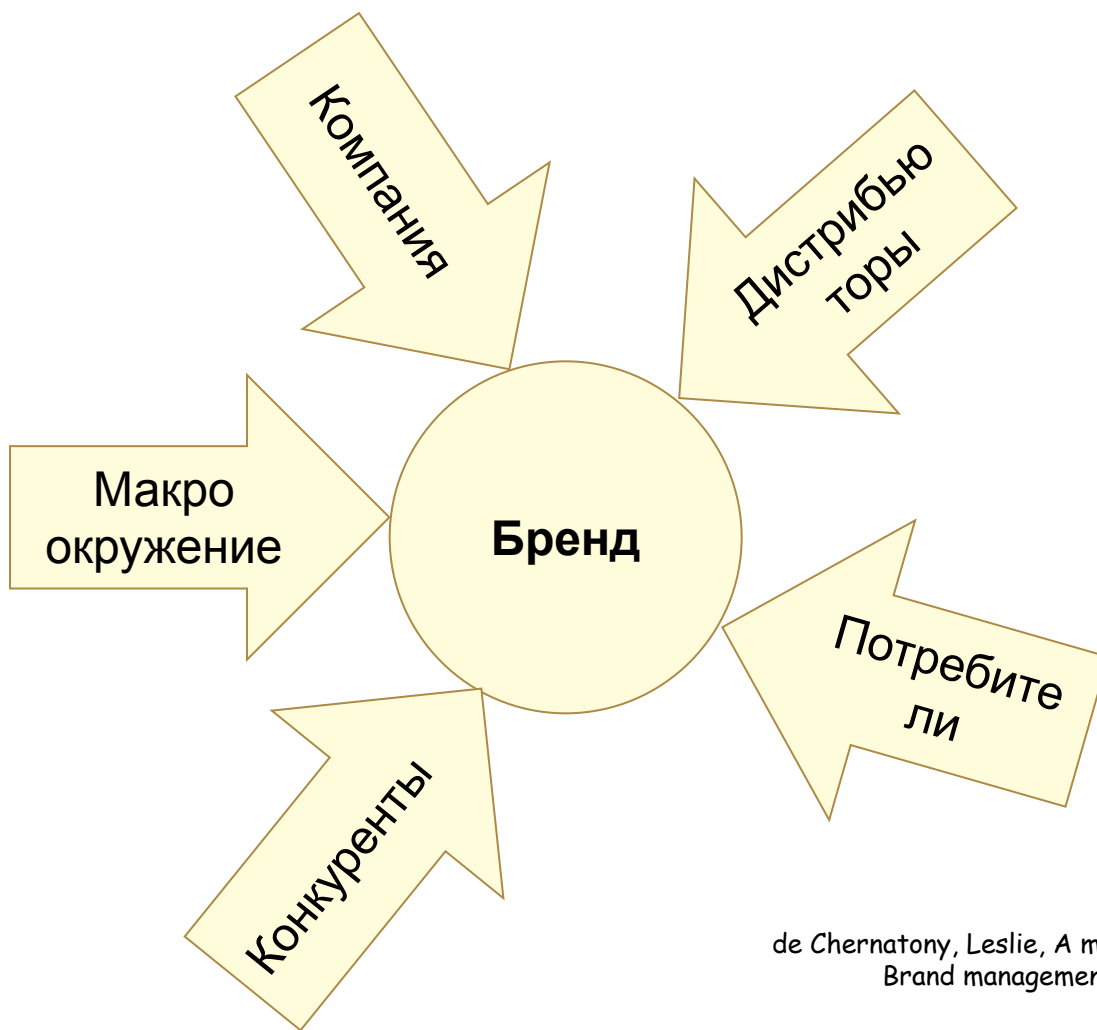 Компания
Дистрибью
торы
Макро
окружение
Бренд
Потребите
ли
Конкуренты
de Chernatony, Leslie, A m
Brand managemen